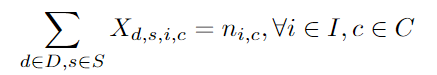 ∑_{d∈D,s∈S} X_{d,s,i,c} = n_{i,c}, ∀i ∈ I, c ∈ C